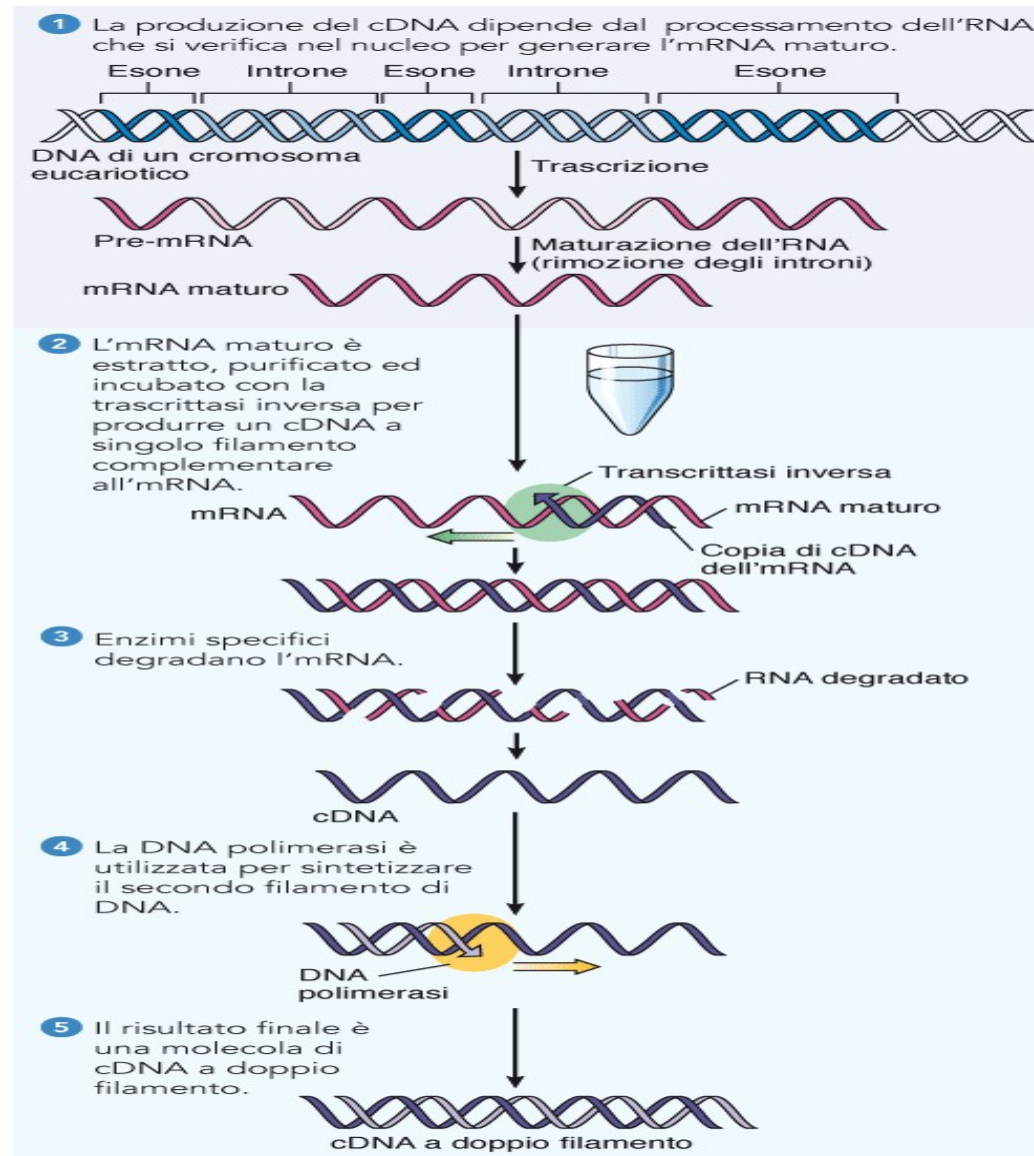 1 La produzione del cDNA dipende dal processamento dell'RNA
che si verifica nel nucleo per generare l'mRNA maturo.
Esone Introne Esone Introne Esone
DNA di un cromosoma
eucariotico
Trascrizione
Pre-mRNA
Maturazione dell'RNA
(rimozione degli introni)
mRNA maturo
2 L'mRNA maturo è
estratto, purificato ed
incubato con la
trascrittasi inversa per
produrre un cDNA a
singolo filamento
complementare
all'mRNA.
Transcrittasi inversa
mRNA
mRNA maturo
Copia di cDNA
dell'mRNA
3 Enzimi specifici
degradano l'mRNA.
RNA degradato
cDNA
4 La DNA polimerasi è
utilizzata per sintetizzare
il secondo filamento di
DNA.
DNA
polimerasi
5 Il risultato finale è
una molecola di
cDNA a doppio
filamento.
cDNA a doppio filamento